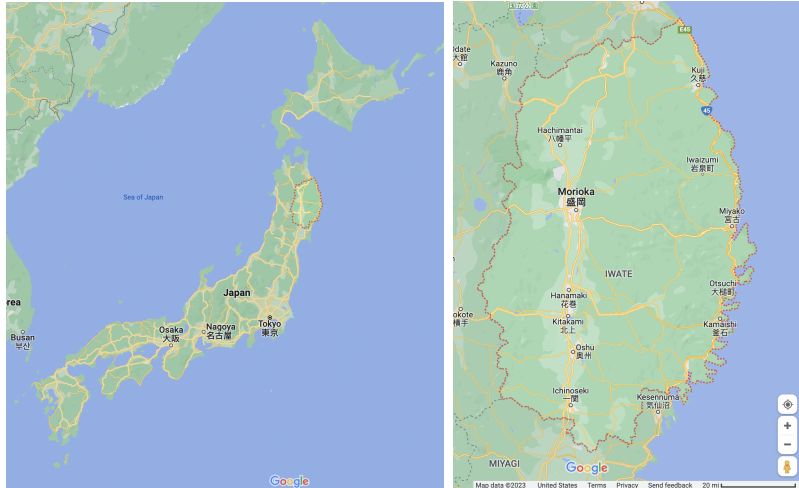 Sea of Japan
Japan
rea
Busan
부산
Osaka
大阪
Nagoya
名古屋
Tokyo
東京
Google
E45
date
大館
Kazuno
鹿角
Kuji
久慈
45
Hachimantai
八幡平
Iwaizumi
岩泉町
Morioka
盛岡
Miyako
宮古
IWATE
Otsuchi
大槌町
Hanamaki
花巻
okote
横手
Kitakami
北上
Kamaishi
釜石
Oshu
奥州
Ichinoseki
一関
Kesennuma
気仙沼
MIYAGI
Google
Map data ©2023 United States Terms Privacy Send feedback 20 mi